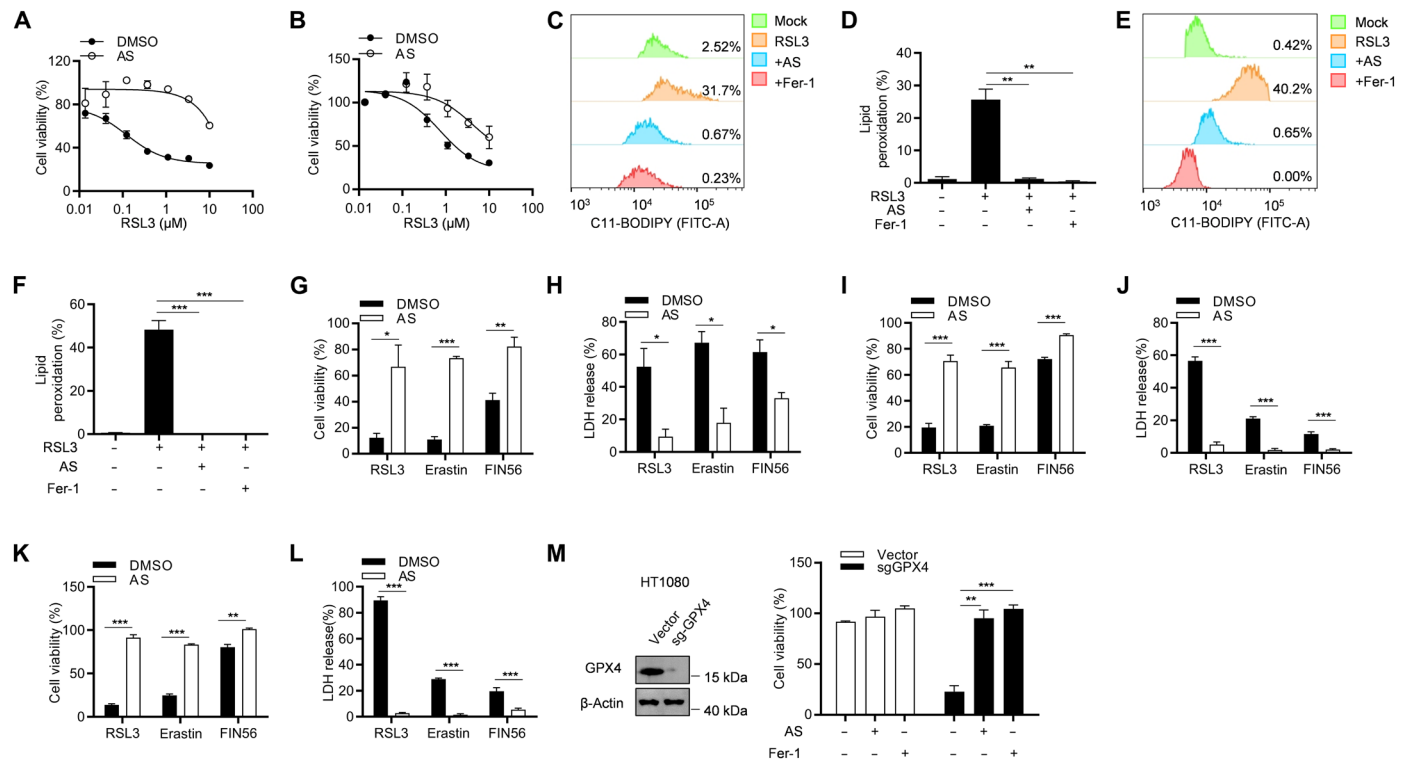 A
DMSO
AS
Cell viability (%)
120
80
40
0
0.01
0.1
1
10
100
RSL3 (μM)
B
DMSO
AS
Cell viability (%)
150
100
50
0
0.01
0.1
1
10
100
RSL3 (μM)
C
Mock
RSL3
+AS
+Fer-1
2.52%
31.7%
0.67%
0.23%
10³
10⁴
10⁵
C11-BODIPY (FITC-A)
D
Lipid
peroxidation (%)
40
30
20
10
0
RSL3 – + + +
AS – – + –
Fer-1 – – – +
**
**
E
Mock
RSL3
+AS
+Fer-1
0.42%
40.2%
0.65%
0.00%
10³
10⁴
10⁵
C11-BODIPY (FITC-A)
F
Lipid
peroxidation (%)
60
40
20
0
***
***
RSL3 – + + +
AS – – + –
Fer-1 – – – +
G
DMSO
AS
Cell viability (%)
100
80
60
40
20
0
* *** **
RSL3 Erastin FIN56
H
DMSO
AS
LDH release(%)
100
80
60
40
20
0
* * *
RSL3 Erastin FIN56
I
DMSO
AS
Cell viability (%)
100
80
60
40
20
0
*** *** ***
RSL3 Erastin FIN56
J
DMSO
AS
LDH release(%)
80
60
40
20
0
*** *** ***
RSL3 Erastin FIN56
K
DMSO
AS
Cell viability (%)
150
100
50
0
*** *** **
RSL3 Erastin FIN56
L
DMSO
AS
LDH release(%)
100
80
60
40
20
0
*** *** ***
RSL3 Erastin FIN56
M
HT1080
Vector
sg-GPX4
GPX4
15 kDa
β-Actin
40 kDa
Vector
sgGPX4
Cell viability (%)
150
100
50
0
***
**
AS – + – – + –
Fer-1 – – + – – +